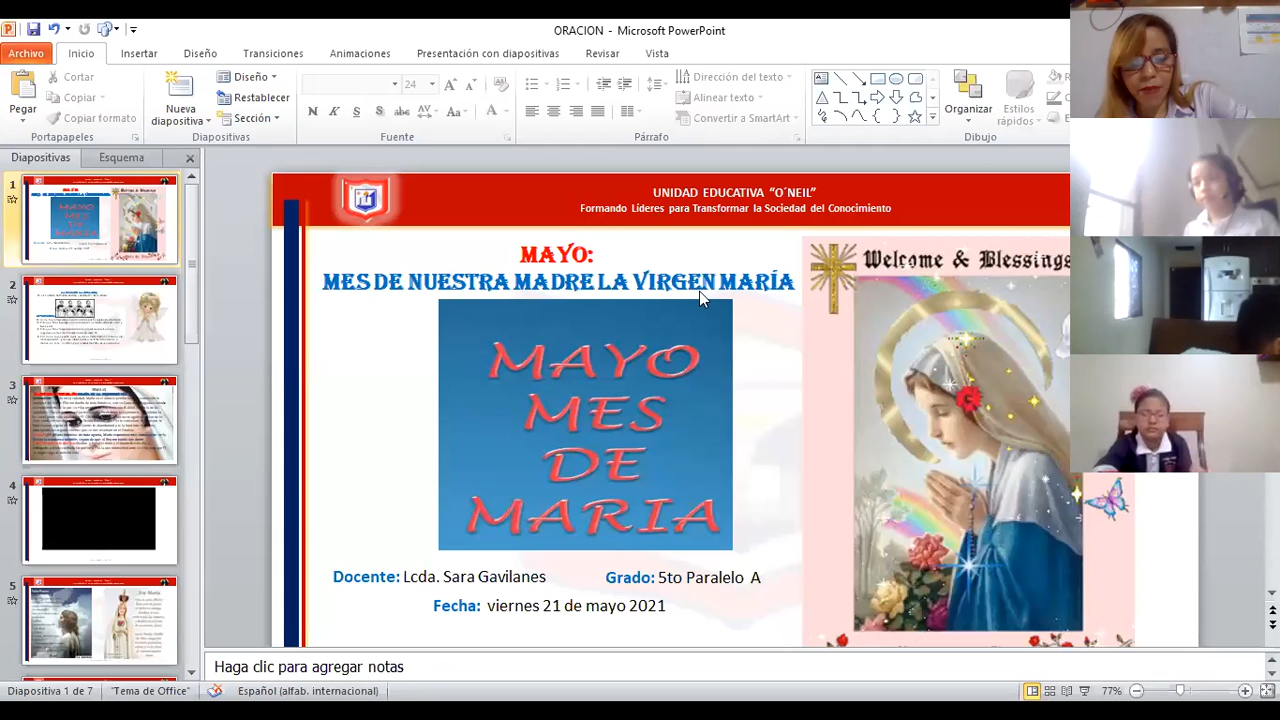 ORACION - Microsoft PowerPoint
Archivo Inicio Insertar Diseño Transiciones Animaciones Presentación con diapositivas Revisar Vista
Pegar
Cortar
Copiar
Copiar formato
Portapapeles
Nueva diapositiva
Diseño
Restablecer
Sección
Diapositivas
24
Fuente
Dirección del texto
Alinear texto
Convertir a SmartArt
Párrafo
Organizar
Estilos rápidos
Dibujo
Diapositivas Esquema
1
2
3
4
5
UNIDAD EDUCATIVA “O´NEIL”
Formando Líderes para Transformar la Sociedad del Conocimiento
MAYO:
MES DE NUESTRA MADRE LA VIRGEN MARÍA
MAYO
MES
DE
MARIA
Welcome & Blessings
Docente: Lcda. Sara Gavilanes Grado: 5to Paralelo A
Fecha: viernes 21 de mayo 2021
Haga clic para agregar notas
Diapositiva 1 de 7 "Tema de Office" Español (alfab. internacional) 77%